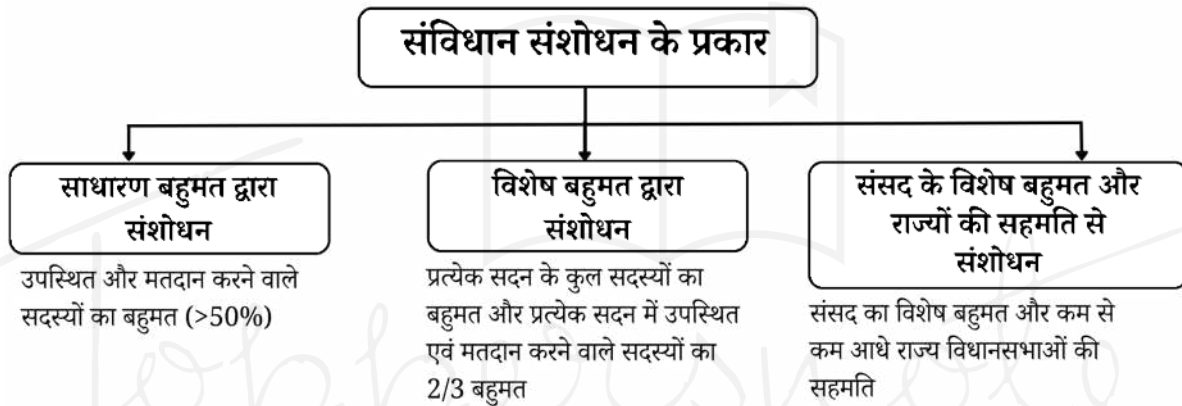 संविधान संशोधन के प्रकार
साधारण बहुमत द्वारा
संशोधन
उपस्थित और मतदान करने वाले
सदस्यों का बहुमत (>50%)
विशेष बहुमत द्वारा
संशोधन
प्रत्येक सदन के कुल सदस्यों का
बहुमत और प्रत्येक सदन में उपस्थित
एवं मतदान करने वाले सदस्यों का
2/3 बहुमत
संसद के विशेष बहुमत और
राज्यों की सहमति से
संशोधन
संसद का विशेष बहुमत और कम से
कम आधे राज्य विधानसभाओं की
सहमति